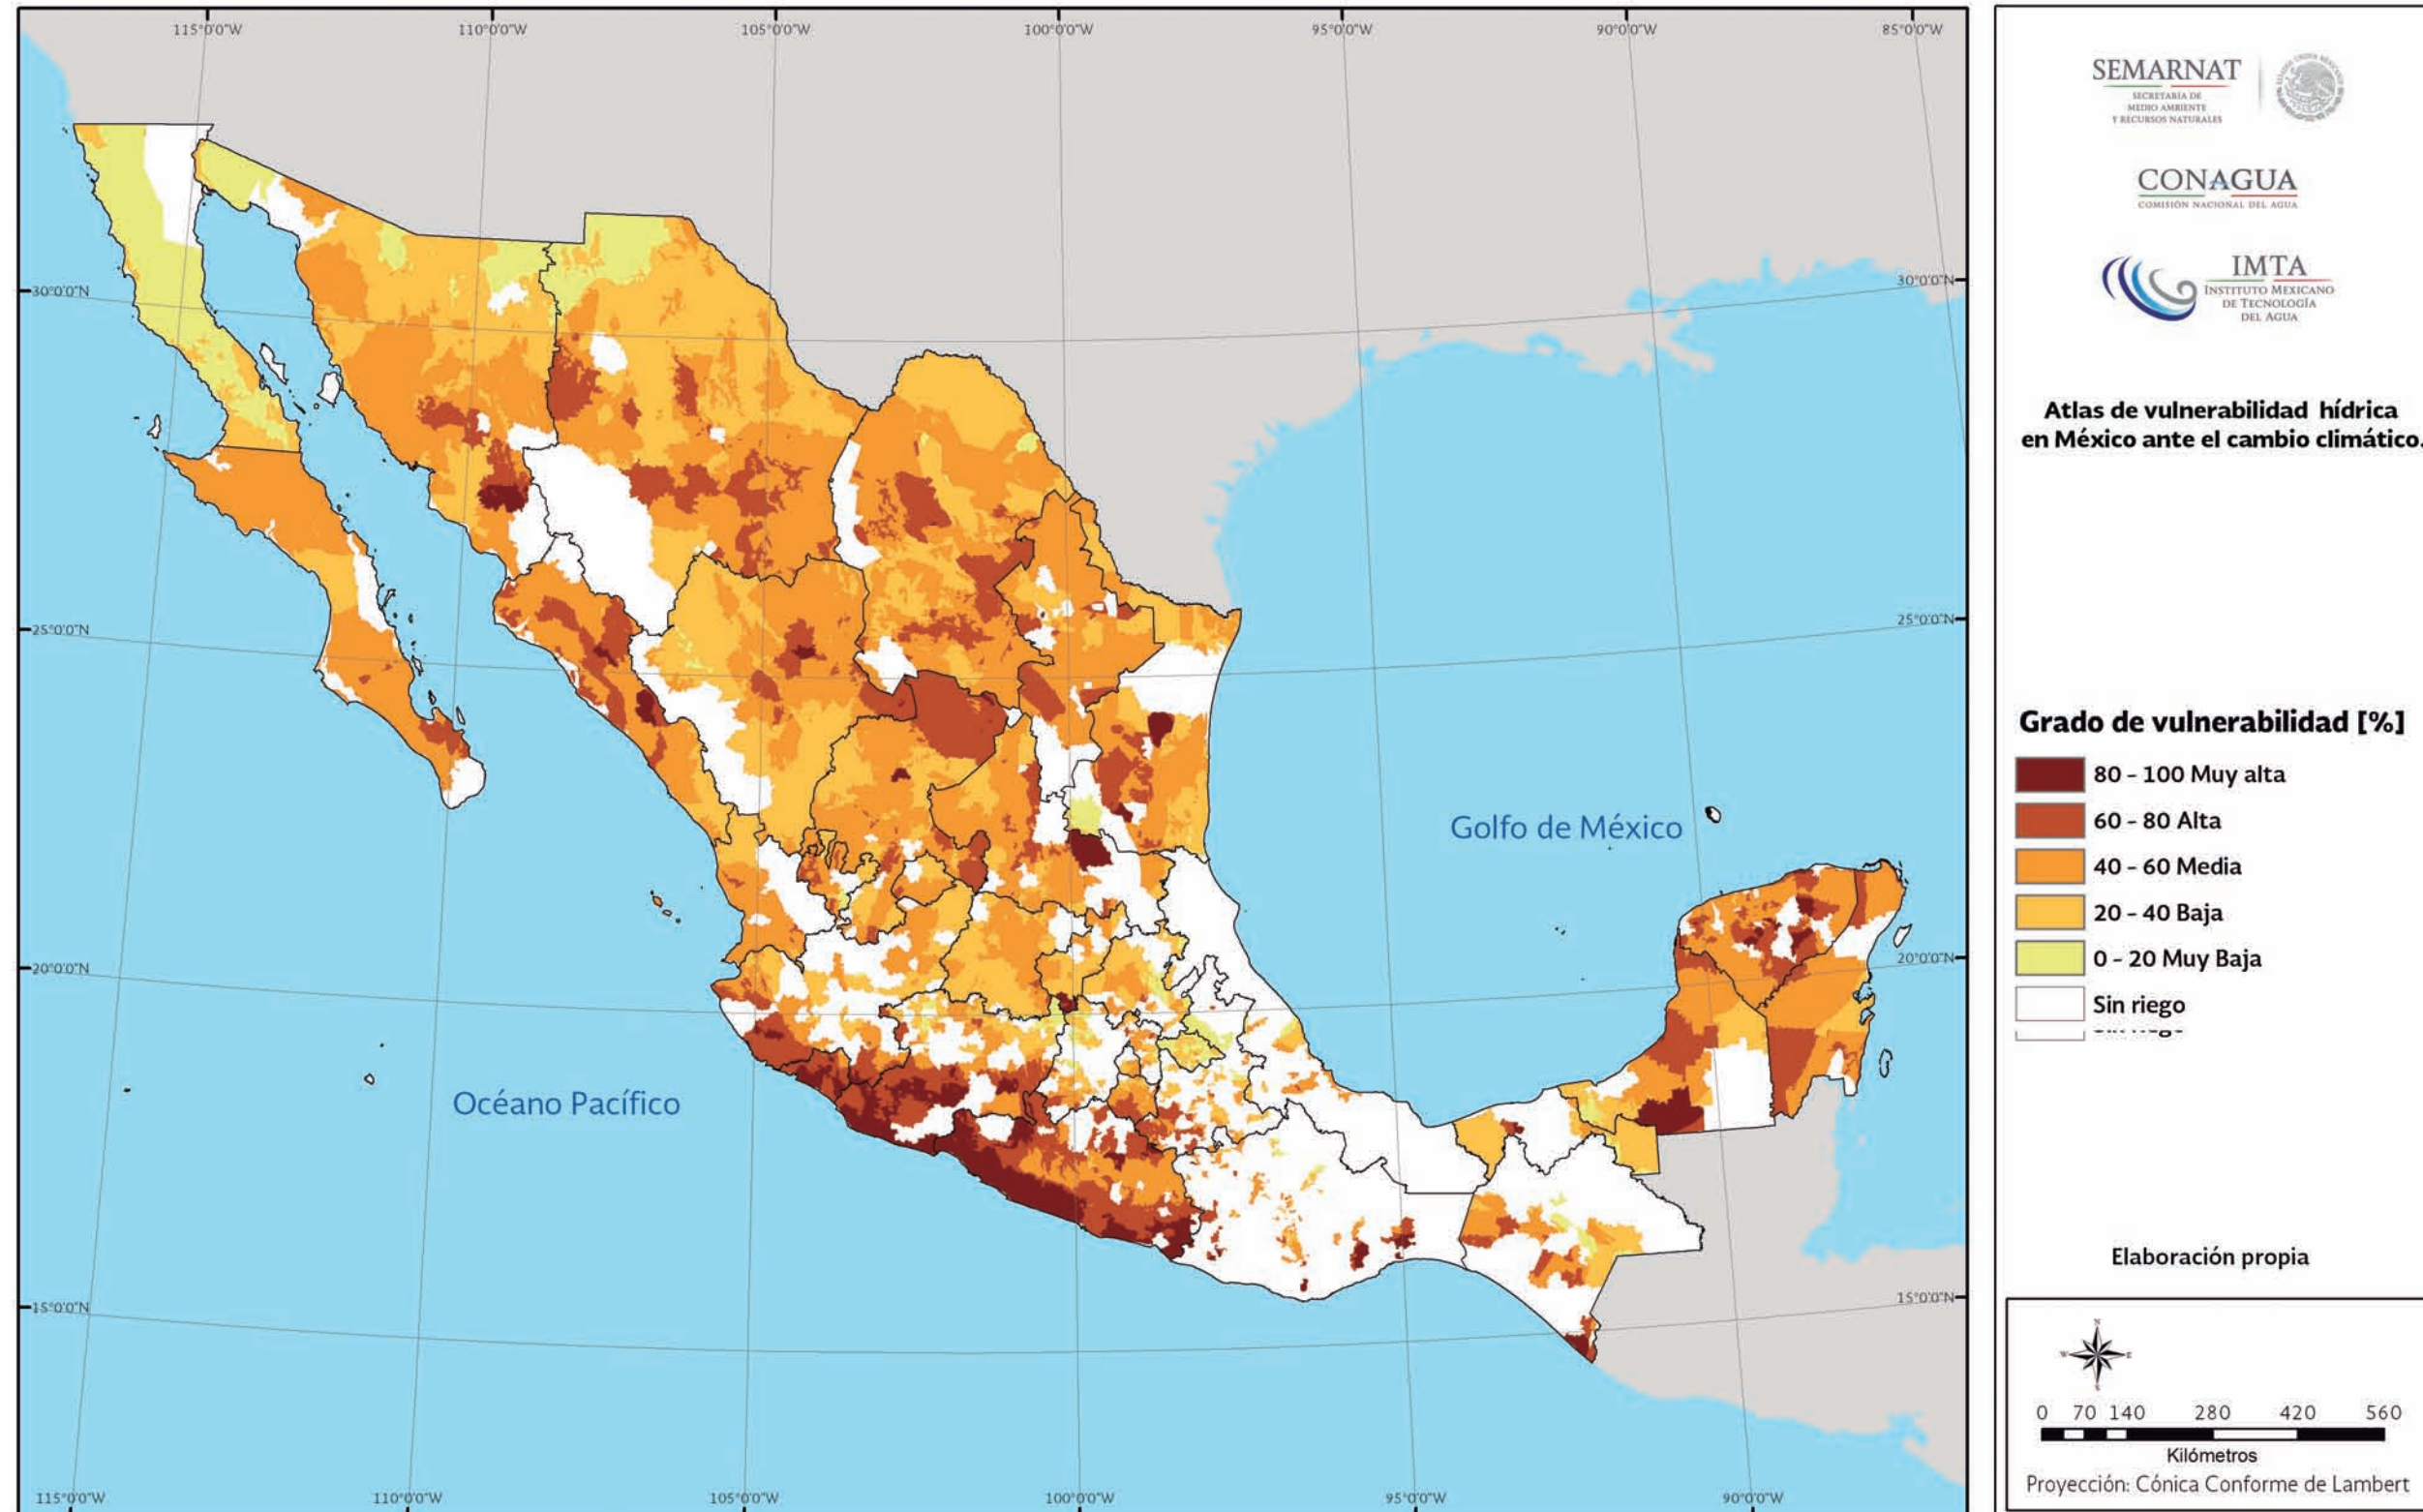 115°0'0"W 110°0'0"W 105°0'0"W 100°0'0"W 95°0'0"W 90°0'0"W 85°0'0"W
30°0'0"N 30°0'0"N
25°0'0"N 25°0'0"N
Golfo de México
20°0'0"N 20°0'0"N
Océano Pacífico
15°0'0"N 15°0'0"N
115°0'0"W 110°0'0"W 105°0'0"W 100°0'0"W 95°0'0"W 90°0'0"W
SEMARNAT
SECRETARÍA DE
MEDIO AMBIENTE
Y RECURSOS NATURALES
CONAGUA
COMISIÓN NACIONAL DEL AGUA
IMTA
INSTITUTO MEXICANO
DE TECNOLOGÍA
DEL AGUA
Atlas de vulnerabilidad hídrica
en México ante el cambio climático.
Grado de vulnerabilidad [%]
80 - 100 Muy alta
60 - 80 Alta
40 - 60 Media
20 - 40 Baja
0 - 20 Muy Baja
Sin riego
Elaboración propia
N
W E
S
0 70 140 280 420 560
Kilómetros
Proyección: Cónica Conforme de Lambert